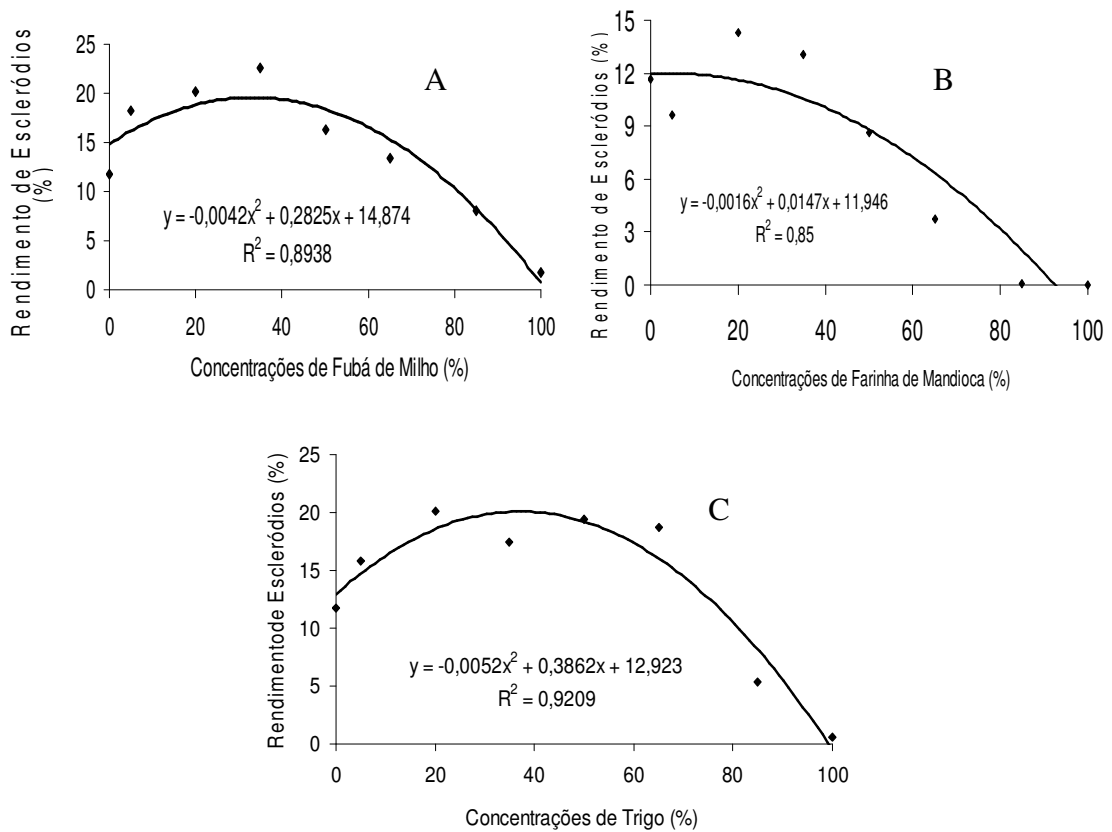 Rendimento de Escleródios
(%)
25
20
15
10
5
0
A
y = -0,0042x² + 0,2825x + 14,874
R² = 0,8938
0 20 40 60 80 100
Concentrações de Fubá de Milho (%)
Rendimento de Escleródios (%)
15
12
9
6
3
0
B
y = -0,0016x² + 0,0147x + 11,946
R² = 0,85
0 20 40 60 80 100
Concentrações de Farinha de Mandioca (%)
Rendimentode Escleródios (%)
25
20
15
10
5
0
C
y = -0,0052x² + 0,3862x + 12,923
R² = 0,9209
0 20 40 60 80 100
Concentrações de Trigo (%)